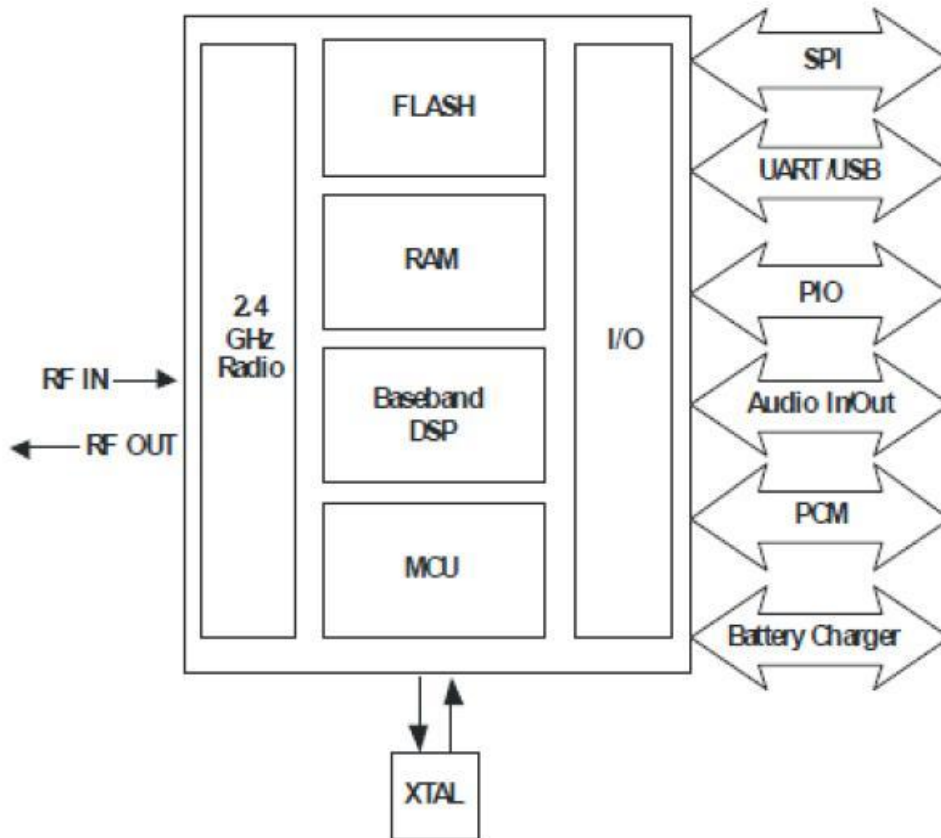 FLASH
RAM
Baseband
DSP
MCU
2.4
GHz
Radio
I/O
RF IN
RF OUT
XTAL
SPI
UART/USB
PIO
Audio In/Out
PCM
Battery Charger